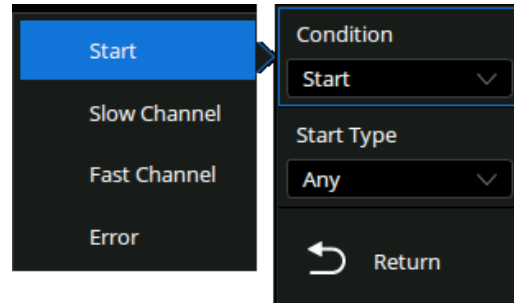 Start
Slow Channel
Fast Channel
Error
Condition
Start
Start Type
Any
Return